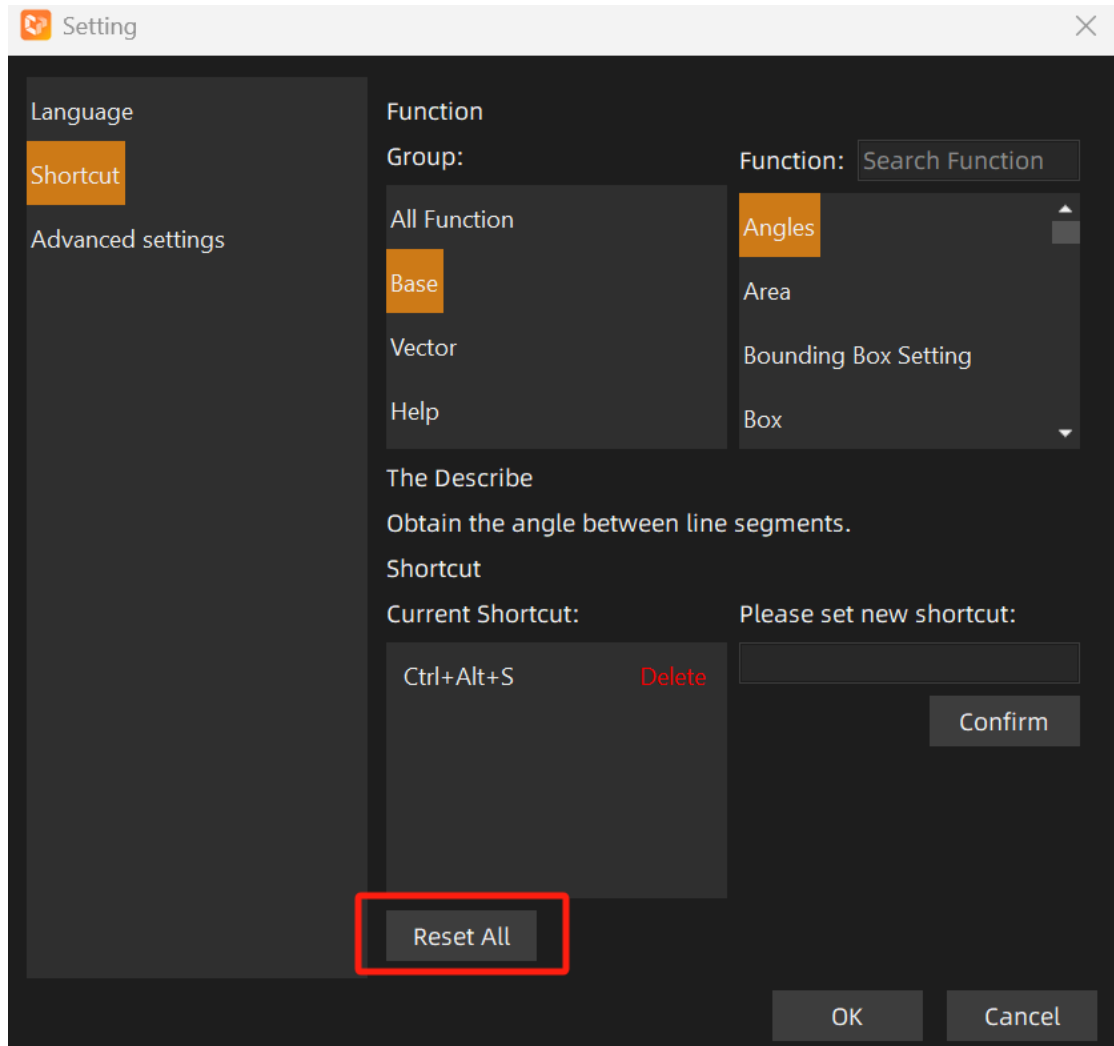 Setting
Language
Shortcut
Advanced settings
Function
Group:
All Function
Base
Vector
Help
Function: Search Function
Angles
Area
Bounding Box Setting
Box
The Describe
Obtain the angle between line segments.
Shortcut
Current Shortcut:
Ctrl+Alt+S Delete
Please set new shortcut:
Confirm
Reset All
OK Cancel